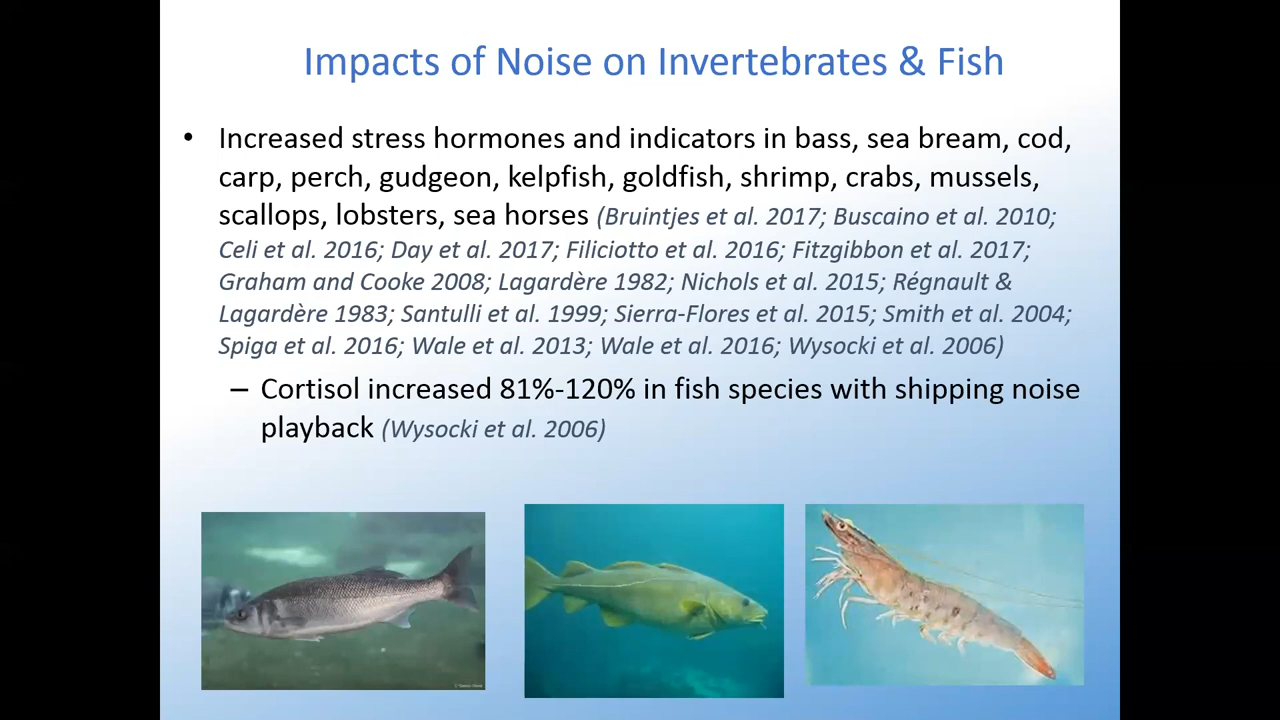 Impacts of Noise on Invertebrates & Fish
• Increased stress hormones and indicators in bass, sea bream, cod,
carp, perch, gudgeon, kelpfish, goldfish, shrimp, crabs, mussels,
scallops, lobsters, sea horses (Bruintjes et al. 2017; Buscaino et al. 2010;
Celi et al. 2016; Day et al. 2017; Filiciotto et al. 2016; Fitzgibbon et al. 2017;
Graham and Cooke 2008; Lagardère 1982; Nichols et al. 2015; Régnault &
Lagardère 1983; Santulli et al. 1999; Sierra-Flores et al. 2015; Smith et al. 2004;
Spiga et al. 2016; Wale et al. 2013; Wale et al. 2016; Wysocki et al. 2006)
– Cortisol increased 81%-120% in fish species with shipping noise
playback (Wysocki et al. 2006)